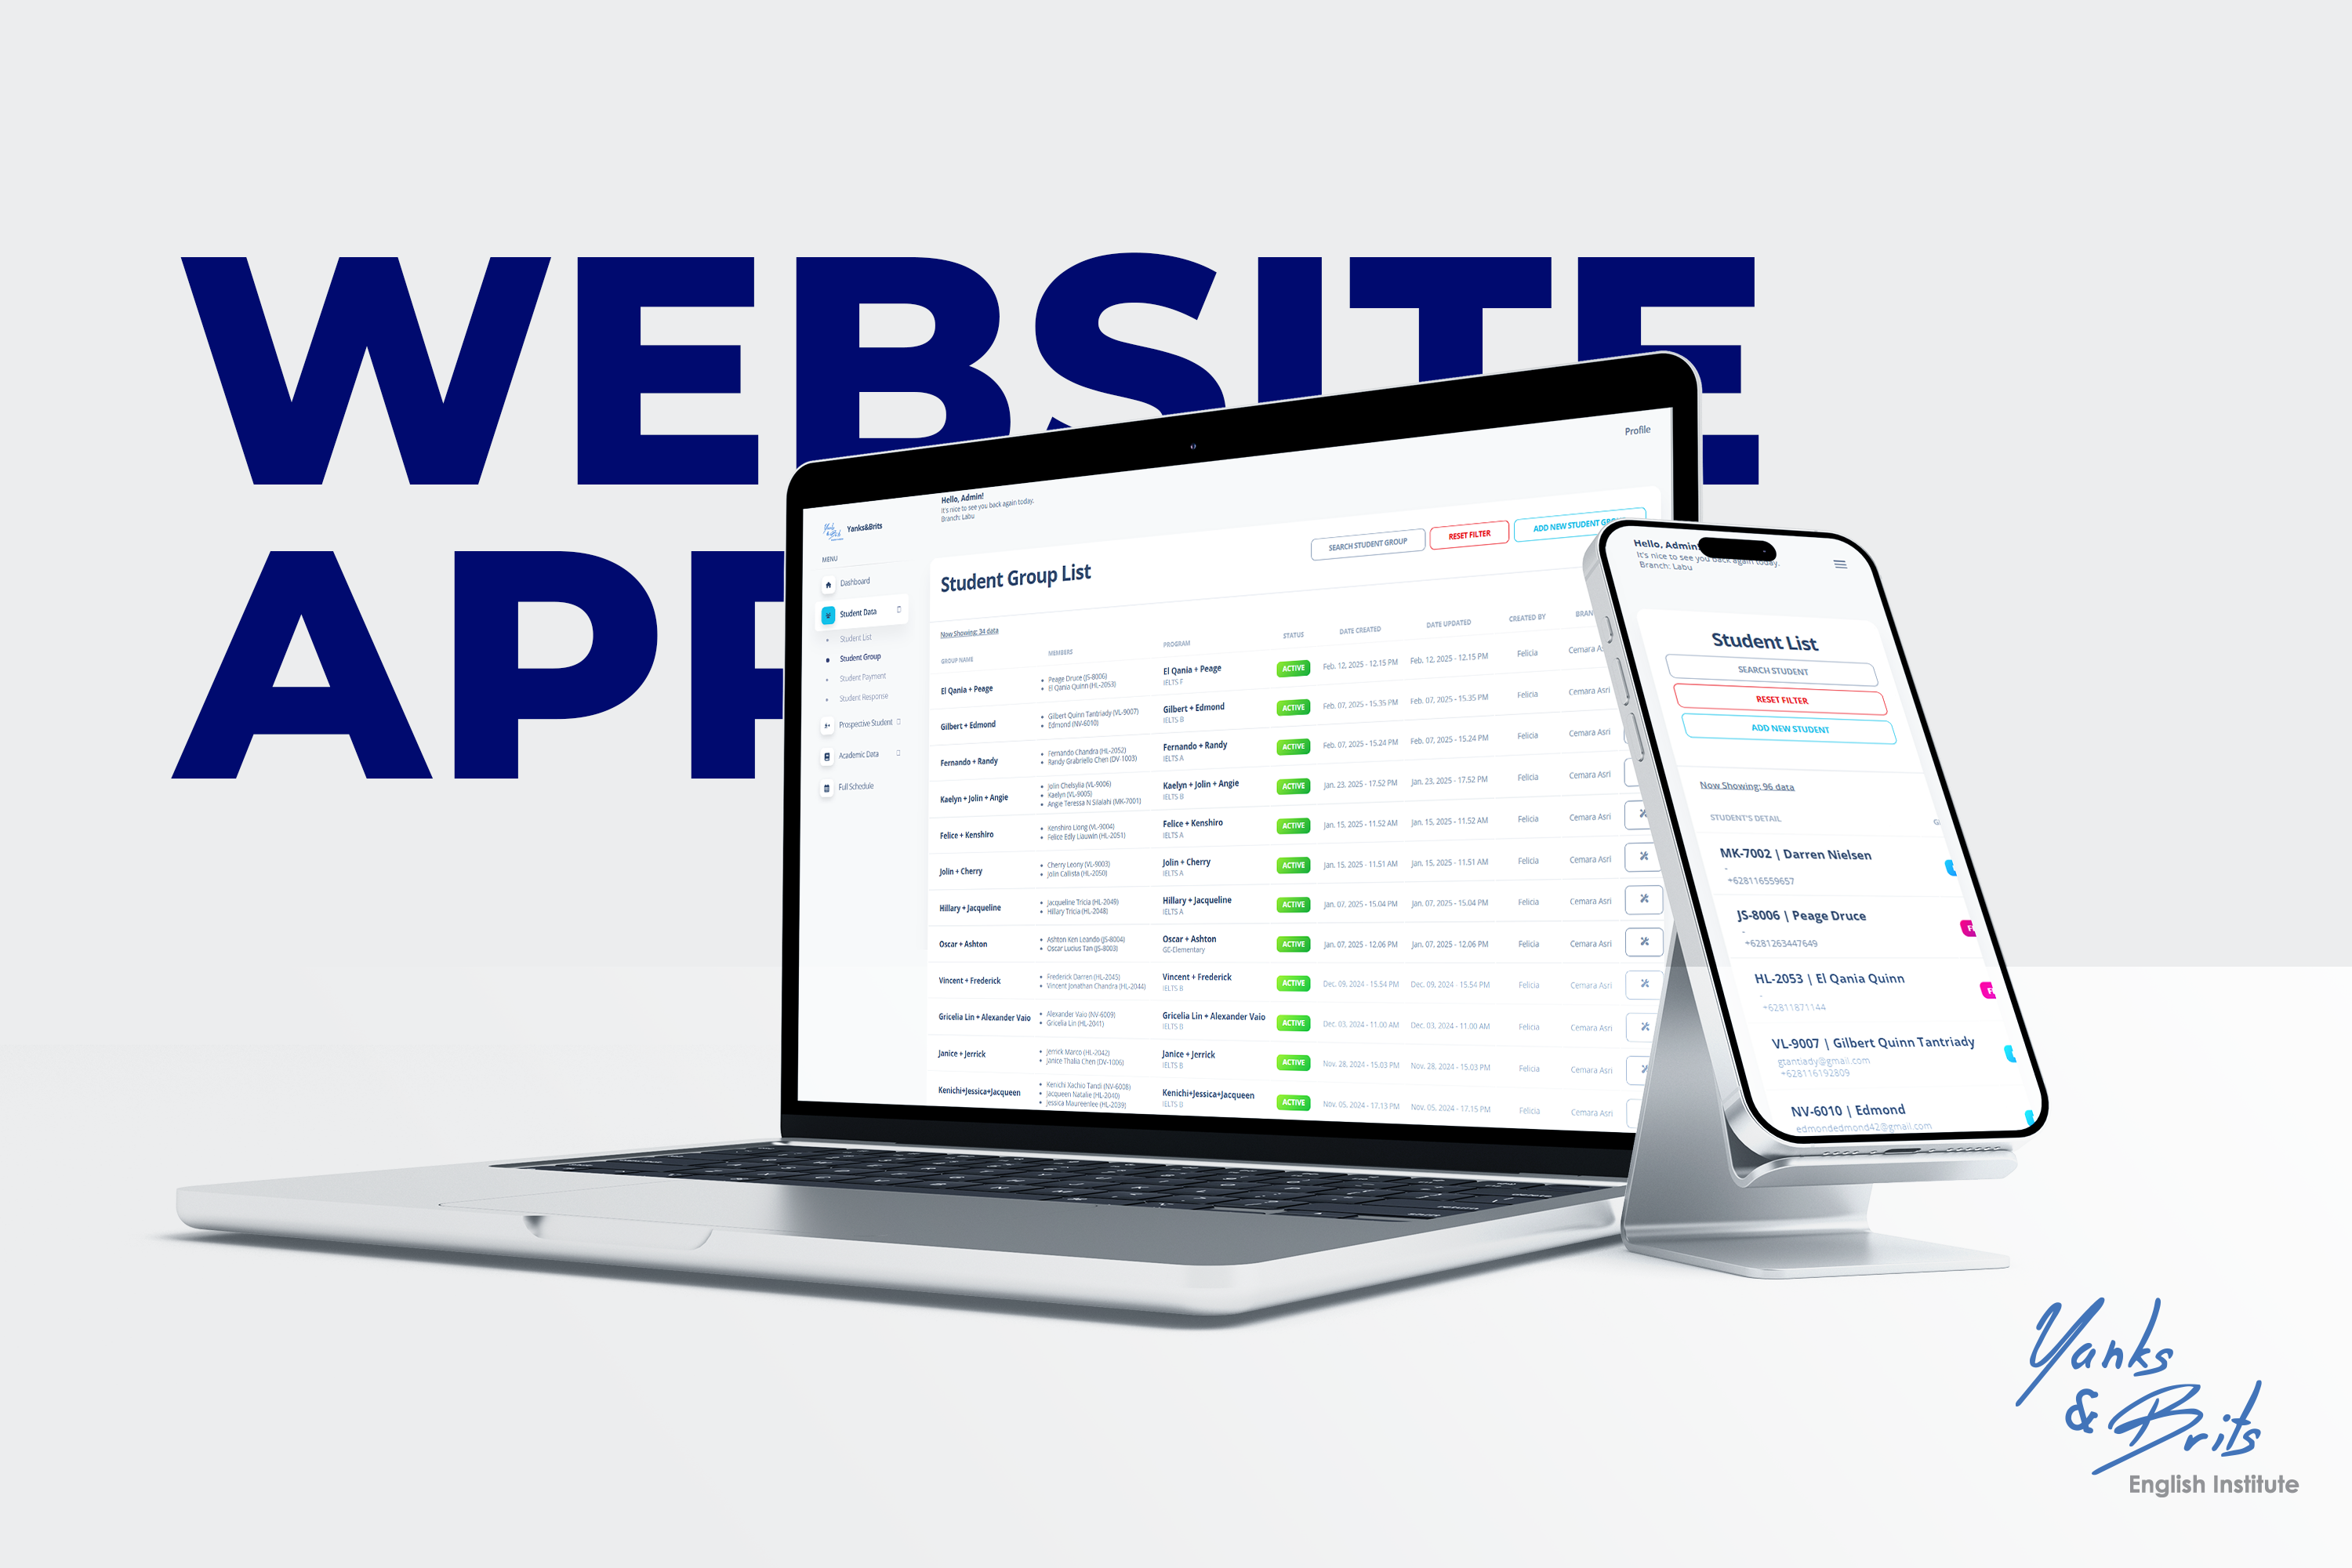 WEBSITE
APP
Profile
Hello, Admin!
It's nice to see you back again today.
Branch: Labu
Yanks&Brits
MENU
Dashboard
Student Data
Student List
Student Group
Student Payment
Student Response
Prospective Student
Academic Data
Full Schedule
Student Group List
SEARCH STUDENT GROUP
RESET FILTER
ADD NEW STUDENT
Now Showing: 34 data
GROUP NAME MEMBERS PROGRAM STATUS DATE CREATED DATE UPDATED CREATED BY
El Qania + Peage
Peage Druce (JS-8006)
El Qania Quinn (HL-2053)
El Qania + Peage
IELTS F
ACTIVE Feb. 12, 2025 - 12.15 PM Feb. 12, 2025 - 12.15 PM Felicia Cemara
Gilbert + Edmond
Gilbert Quinn Tantriady (VL-9007)
Edmond (NV-6010)
Gilbert + Edmond
IELTS B
ACTIVE Feb. 07, 2025 - 15.35 PM Feb. 07, 2025 - 15.35 PM Felicia Cemara Asri
Fernando + Randy
Fernando Chandra (HL-2052)
Randy Grabriello Chen (DV-1003)
Fernando + Randy
IELTS A
ACTIVE Feb. 07, 2025 - 15.24 PM Feb. 07, 2025 - 15.24 PM Felicia Cemara Asri
Kaelyn + Jolin + Angie
Jolin Chelsylia (VL-9006)
Kaelyn (VL-9005)
Angie Teressa N Silalahi (MK-7001)
Kaelyn + Jolin + Angie
IELTS B
ACTIVE Jan. 23, 2025 - 17.52 PM Jan. 23, 2025 - 17.52 PM Felicia Cemara Asri
Felice + Kenshiro
Kenshiro Liong (VL-9004)
Felice Edly Liauwin (HL-2051)
Felice + Kenshiro
IELTS A
ACTIVE Jan. 15, 2025 - 11.52 AM Jan. 15, 2025 - 11.52 AM Felicia Cemara Asri
Jolin + Cherry
Cherry Leony (VL-9003)
Jolin Callista (HL-2050)
Jolin + Cherry
IELTS A
ACTIVE Jan. 15, 2025 - 11.51 AM Jan. 15, 2025 - 11.51 AM Felicia Cemara Asri
Hillary + Jacqueline
Jacqueline Tricia (HL-2049)
Hillary Tricia (HL-2048)
Hillary + Jacqueline
IELTS A
ACTIVE Jan. 07, 2025 - 15.04 PM Jan. 07, 2025 - 15.04 PM Felicia Cemara Asri
Oscar + Ashton
Ashton Ken Leando (JS-8004)
Oscar Lucius Tan (JS-8003)
Oscar + Ashton
GE-Elementary
ACTIVE Jan. 07, 2025 - 12.06 PM Jan. 07, 2025 - 12.06 PM Felicia Cemara Asri
Vincent + Frederick
Frederick Darren (HL-2045)
Vincent Jonathan Chandra (HL-2044)
Vincent + Frederick
IELTS B
ACTIVE Dec. 09, 2024 - 15.54 PM Dec. 09, 2024 - 15.54 PM Felicia Cemara Asri
Gricelia Lin + Alexander Vaio
Alexander Vaio (NV-6009)
Gricelia Lin (HL-2041)
Gricelia Lin + Alexander Vaio
IELTS B
ACTIVE Dec. 03, 2024 - 11.00 AM Dec. 03, 2024 - 11.00 AM Felicia Cemara Asri
Janice + Jerrick
Jerrick Marco (HL-2042)
Janice Thalia Chen (DV-1006)
Janice + Jerrick
IELTS B
ACTIVE Nov. 28, 2024 - 15.03 PM Nov. 28, 2024 - 15.03 PM Felicia Cemara Asri
Kenichi+Jessica+Jacqueen
Kenichi Xachio Tandi (NV-6008)
Jacqueen Natalie (HL-2040)
Jessica Maureenlee (HL-2039)
Kenichi+Jessica+Jacqueen
IELTS B
ACTIVE Nov. 05, 2024 - 17.13 PM Nov. 05, 2024 - 17.15 PM Felicia Cemara Asri
Hello, Admin!
It's nice to see you back again today.
Branch: Labu
Student List
SEARCH STUDENT
RESET FILTER
ADD NEW STUDENT
Now Showing: 96 data
STUDENT'S DETAIL
MK-7002 | Darren Nielsen
-
+628116559657
JS-8006 | Peage Druce
-
+6281263447649
HL-2053 | El Qania Quinn
-
+62811871144
VL-9007 | Gilbert Quinn Tantriady
gtantiady@gmail.com
+628116192809
NV-6010 | Edmond
edmondedmond42@gmail.com
Yanks
& Brits
English Institute